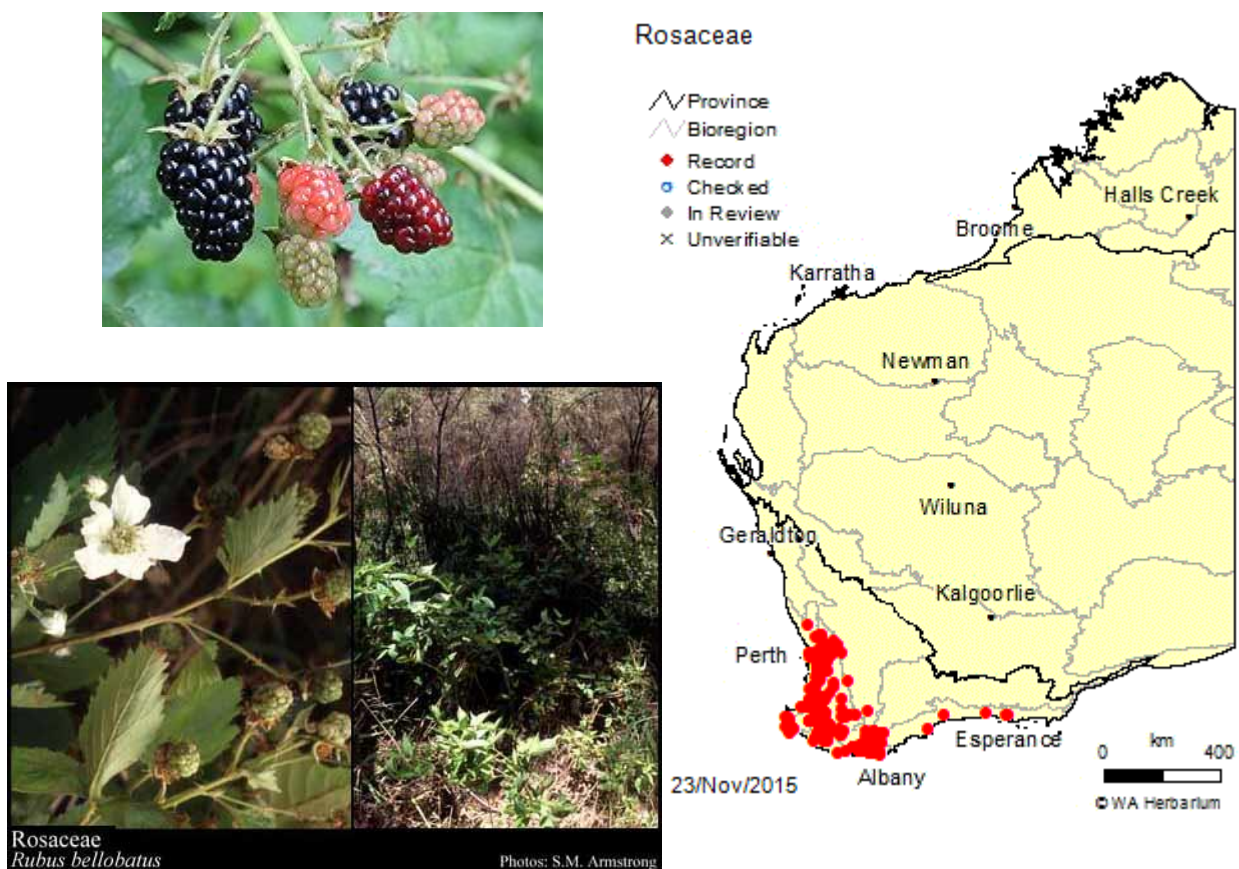 Rosaceae
Province
Bioregion
Record
Checked
In Review
Unverifiable
Halls Creek
Broome
Karratha
Newman
Wiluna
Geraldton
Kalgoorlie
Perth
Esperance
Albany
0 km 400
23/Nov/2015
© WA Herbarium
Rosaceae
Rubus bellobatus
Photos: S.M. Armstrong